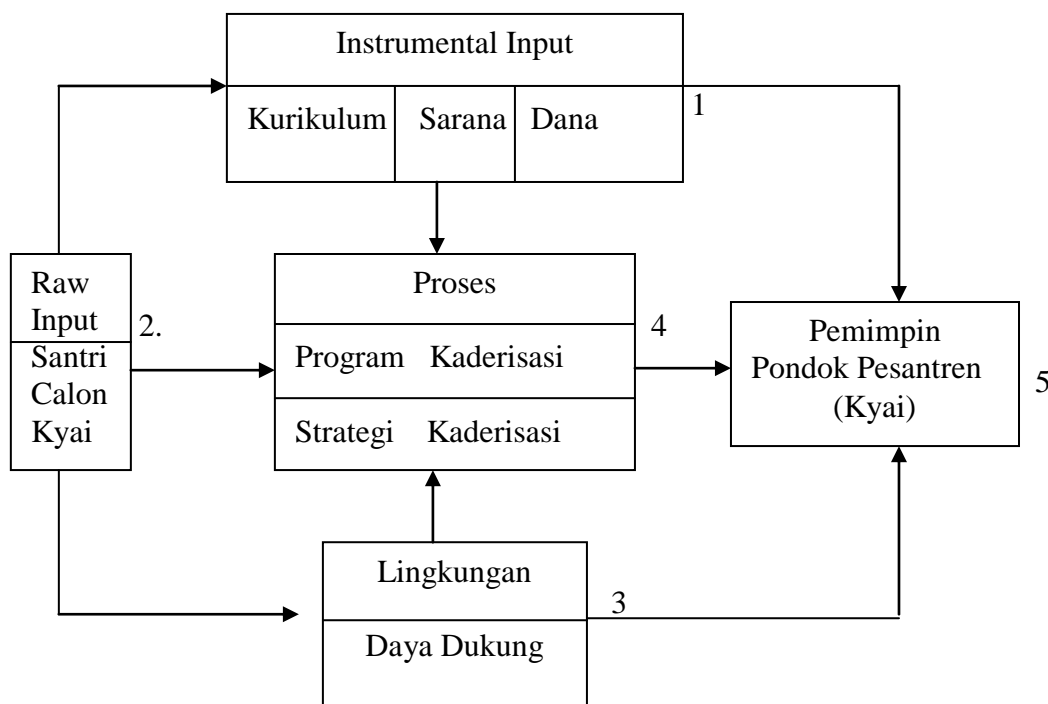 Instrumental Input
Kurikulum Sarana Dana
1
Raw
Input
2.
Santri
Calon
Kyai
Proses
Program Kaderisasi
Strategi Kaderisasi
4
Pemimpin
Pondok Pesantren
(Kyai)
5
Lingkungan
3
Daya Dukung